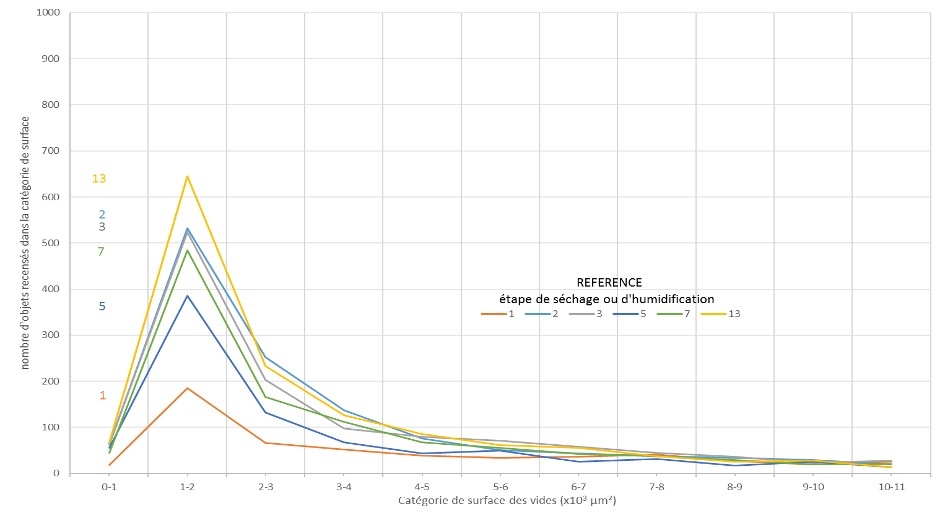 1000
900
800
700
600
500
400
300
200
100
0
nombre d'objets recensés dans la catégorie de surface
13
2
3
7
5
1
REFERENCE
étape de séchage ou d'humidification
1 2 3 5 7 13
0-1 1-2 2-3 3-4 4-5 5-6 6-7 7-8 8-9 9-10 10-11
Catégorie de surface des vides (x10³ µm²)